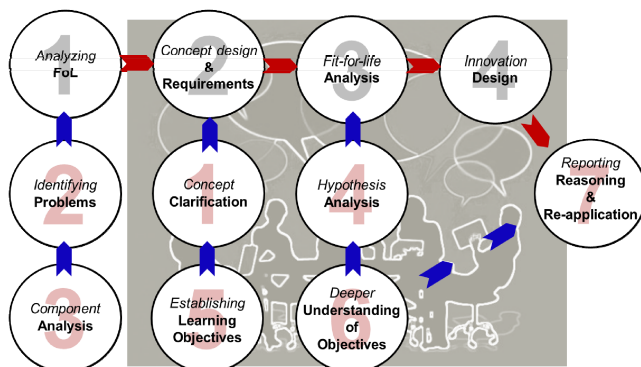 1
Analyzing
FoL
2
Concept design
&
Requirements
3
Fit-for-life
Analysis
4
Innovation
Design
2
Identifying
Problems
1
Concept
Clarification
4
Hypothesis
Analysis
7
Reporting
Reasoning
&
Re-application
3
Component
Analysis
5
Establishing
Learning
Objectives
6
Deeper
Understanding
of
Objectives